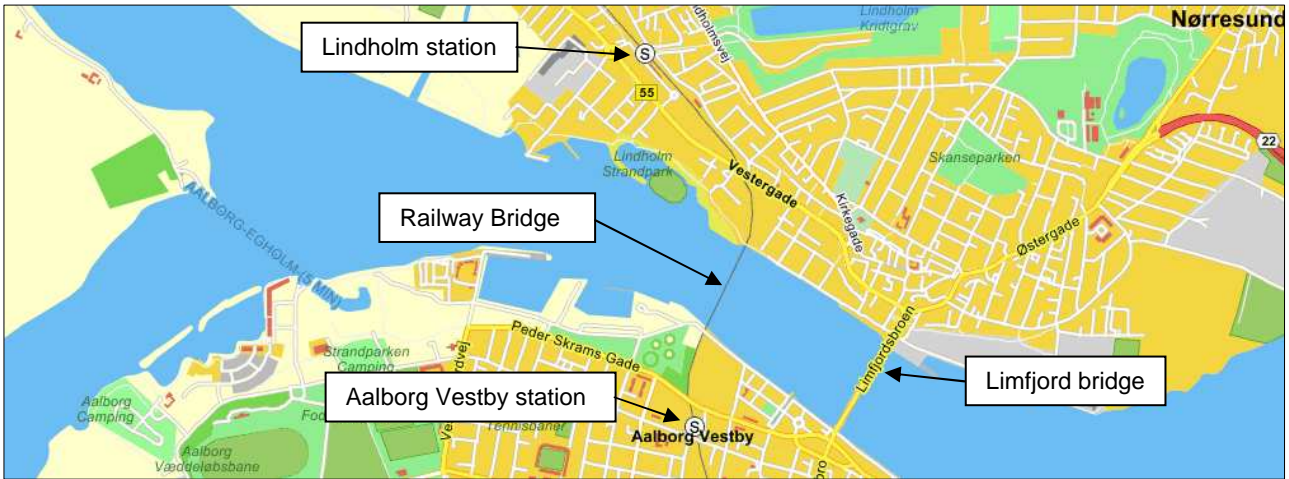 Lindholm station
Lindholmsvej
Lindholm
Kridtgrav
Nørresund
S
55
22
Lindholm
Strandpark
Skanseparken
Vestergade
Kirkegade
Østergade
AALBORG-EGHOLM (5 MIN)
Railway Bridge
Peder Skrams Gade
Limfjordsbroen
Limfjord bridge
Strandparken
Camping
Aalborg Vestby station
Aalborg
Camping
Fod
Tennisbaner
S
Aalborg Vestby
Aalborg
Væddeløbsbane
bro